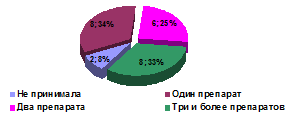 8; 34%
6; 25%
2; 8%
8; 33%
Не принимала
Один препарат
Два препарата
Три и более препаратов